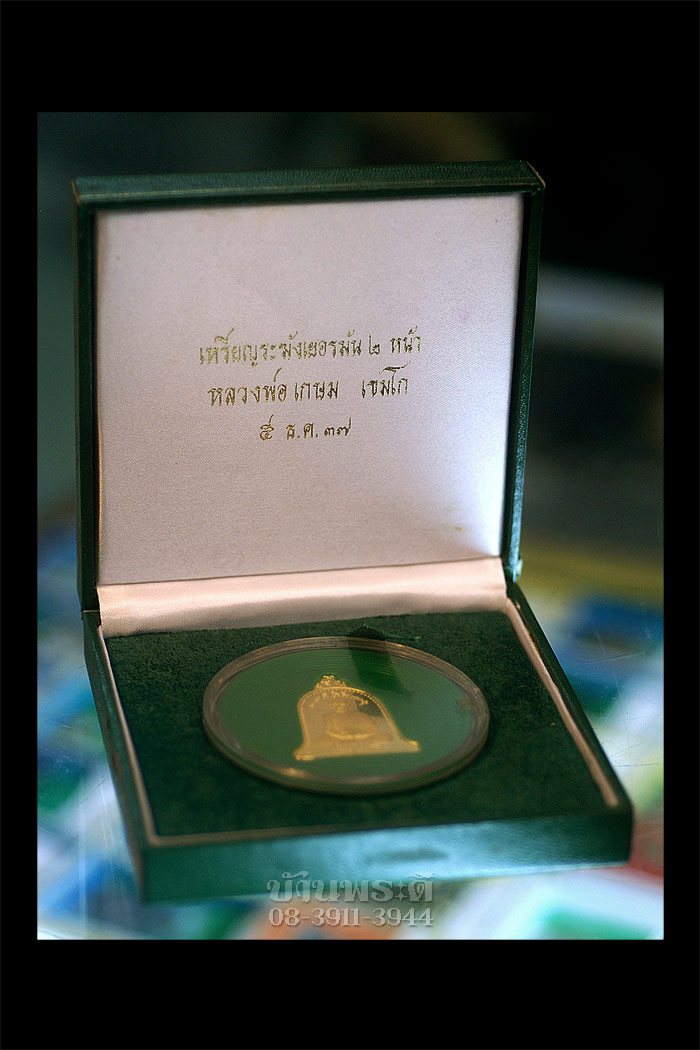 เหรียญระฆังเยอรมัน ๒ หน้า
หลวงพ่อ เกษม เขมโก
๕ ธ.ค. ๓๗
บ้านพระดี
08-3911-3944